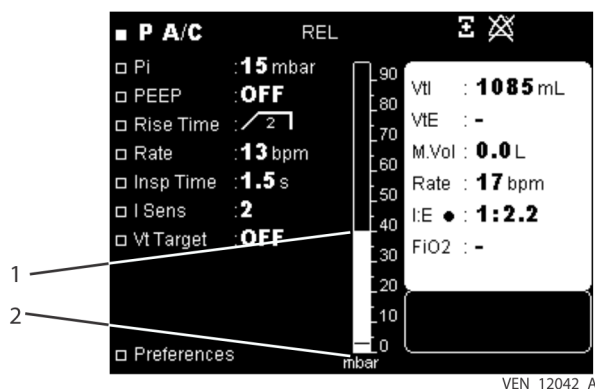 P A/C REL
Pi :15 mbar
PEEP :OFF
Rise Time : 2
Rate :13 bpm
Insp Time :1.5 s
I Sens :2
Vt Target :OFF
Preferences
90
80
70
60
50
40
30
20
10
0
mbar
VtI : 1085 mL
VtE : -
M.Vol : 0.0 L
Rate : 17 bpm
I:E ● : 1:2.2
FiO2 : -
1
2
VEN_12042_A